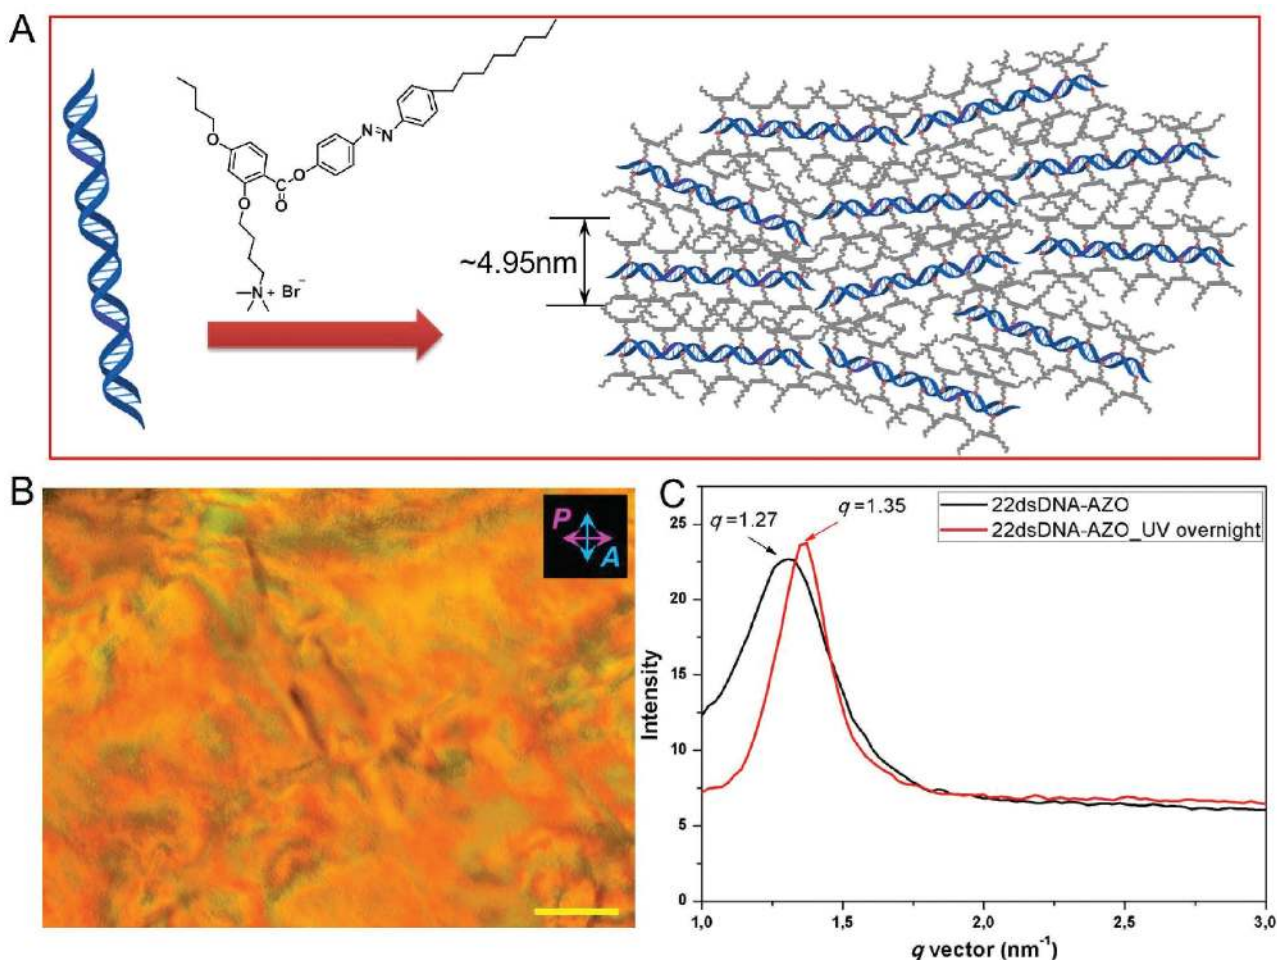 A
O
O
C
O
O
N
N
N
+ Br⁻
~4.95nm
B
P
A
C
q=1.27
q=1.35
22dsDNA-AZO
22dsDNA-AZO_UV overnight
Intensity
25
20
15
10
5
0
1,0 1,5 2,0 2,5 3,0
q vector (nm⁻¹)